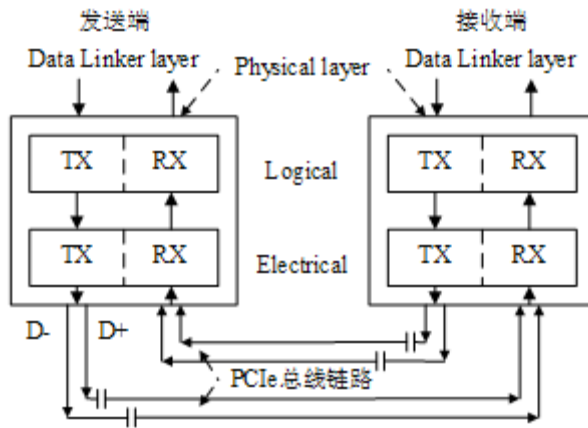 发送端
接收端
Data Linker layer
Physical layer
Data Linker layer
TX
RX
Logical
TX
RX
TX
RX
Electrical
TX
RX
D-
D+
PCIe总线链路